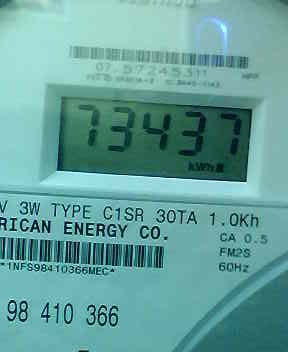 07.57245311
73437
kWh
V 3W TYPE C1SR 30TA 1.0Kh
RICAN ENERGY CO.
CA 0.5
FM2S
60Hz
*1NFS98410366MEC*
98 410 366